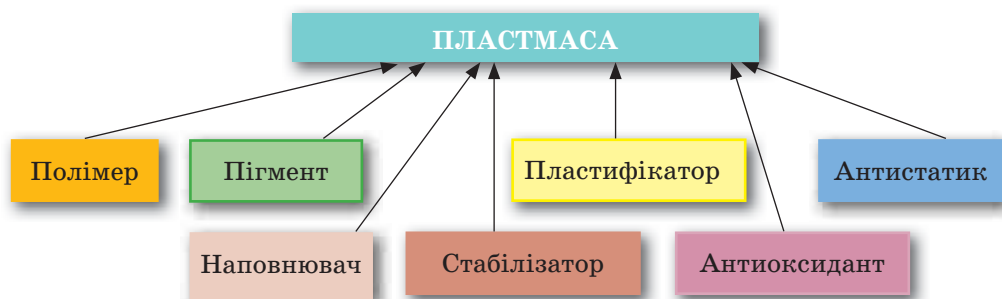 ПЛАСТМАСА
Полімер
Пігмент
Пластифікатор
Антистатик
Наповнювач
Стабілізатор
Антиоксидант